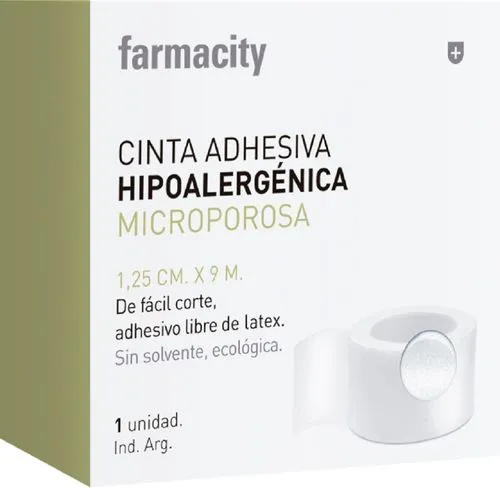 farmacity
CINTA ADHESIVA
HIPOALERGÉNICA
MICROPOROSA
1,25 CM. X 9 M.
De fácil corte,
adhesivo libre de latex.
Sin solvente, ecológica.
1 unidad.
Ind. Arg.